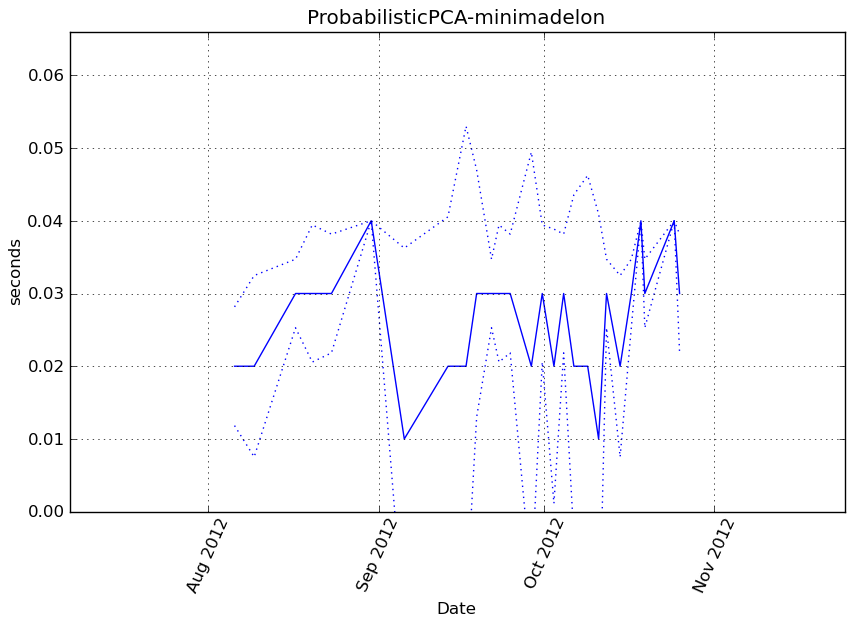 ProbabilisticPCA-minimadelon
0.06
0.05
0.04
0.03
0.02
0.01
0.00
seconds
Aug 2012
Sep 2012
Oct 2012
Nov 2012
Date